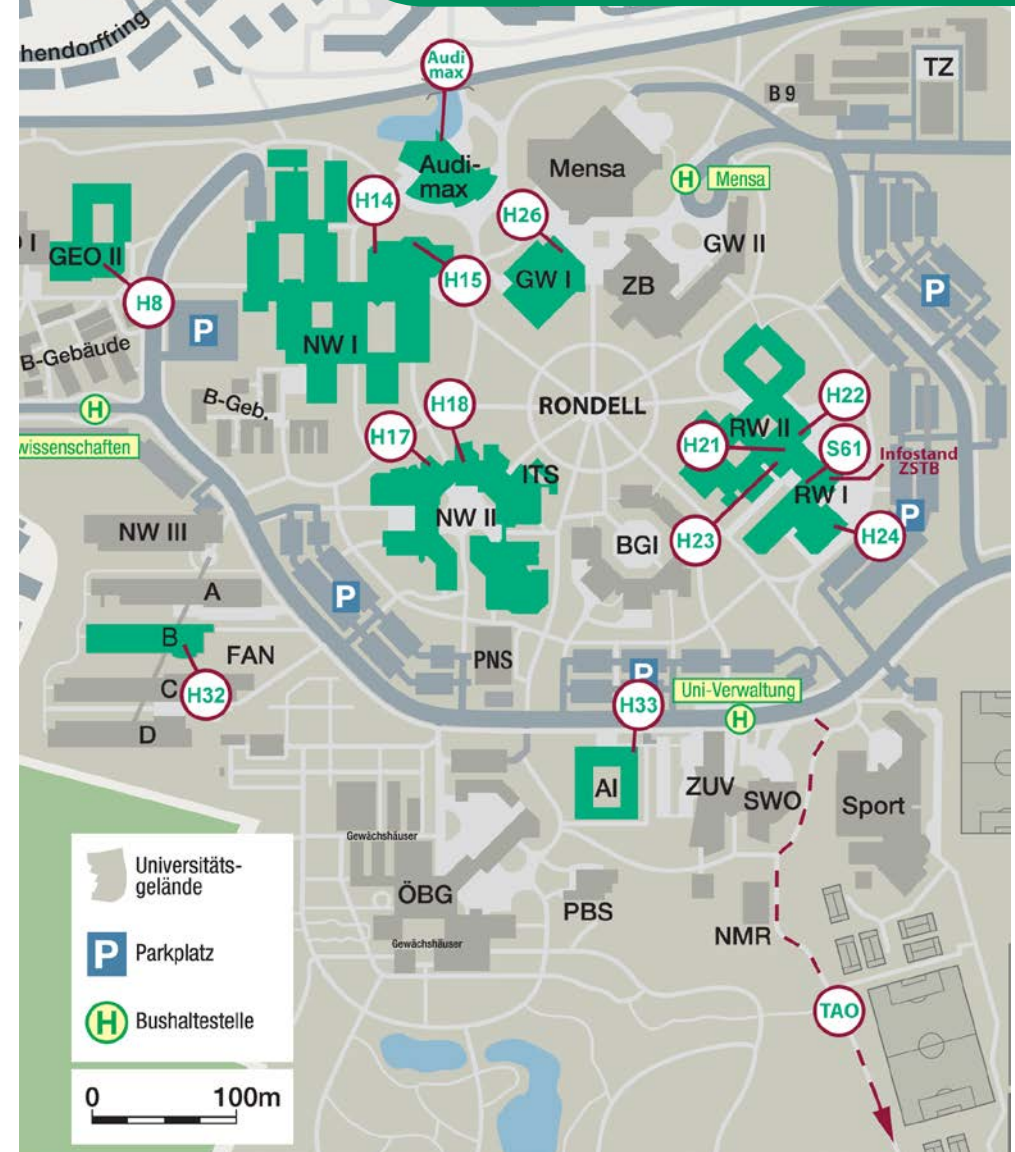 hendorffring
Audi
max
TZ
B 9
Audi-
max
Mensa
H Mensa
H14
H26
GW II
I
GEO II
H15
GW I
ZB
H8
P
P
NW I
B-Gebäude
B-Geb.
H
wissenschaften
H18
RONDELL
H22
H17
RW II
H21
S61
Infostand
ZSTB
ITS
RW I
NW II
P
NW III
BGI
H23
H24
A
P
B
FAN
PNS
P
C
H32
Uni-Verwaltung
H33
H
D
AI
ZUV
SWO
Sport
Gewächshäuser
ÖBG
PBS
Gewächshäuser
NMR
TAO
Universitäts-
gelände
P Parkplatz
H Bushaltestelle
0 100m